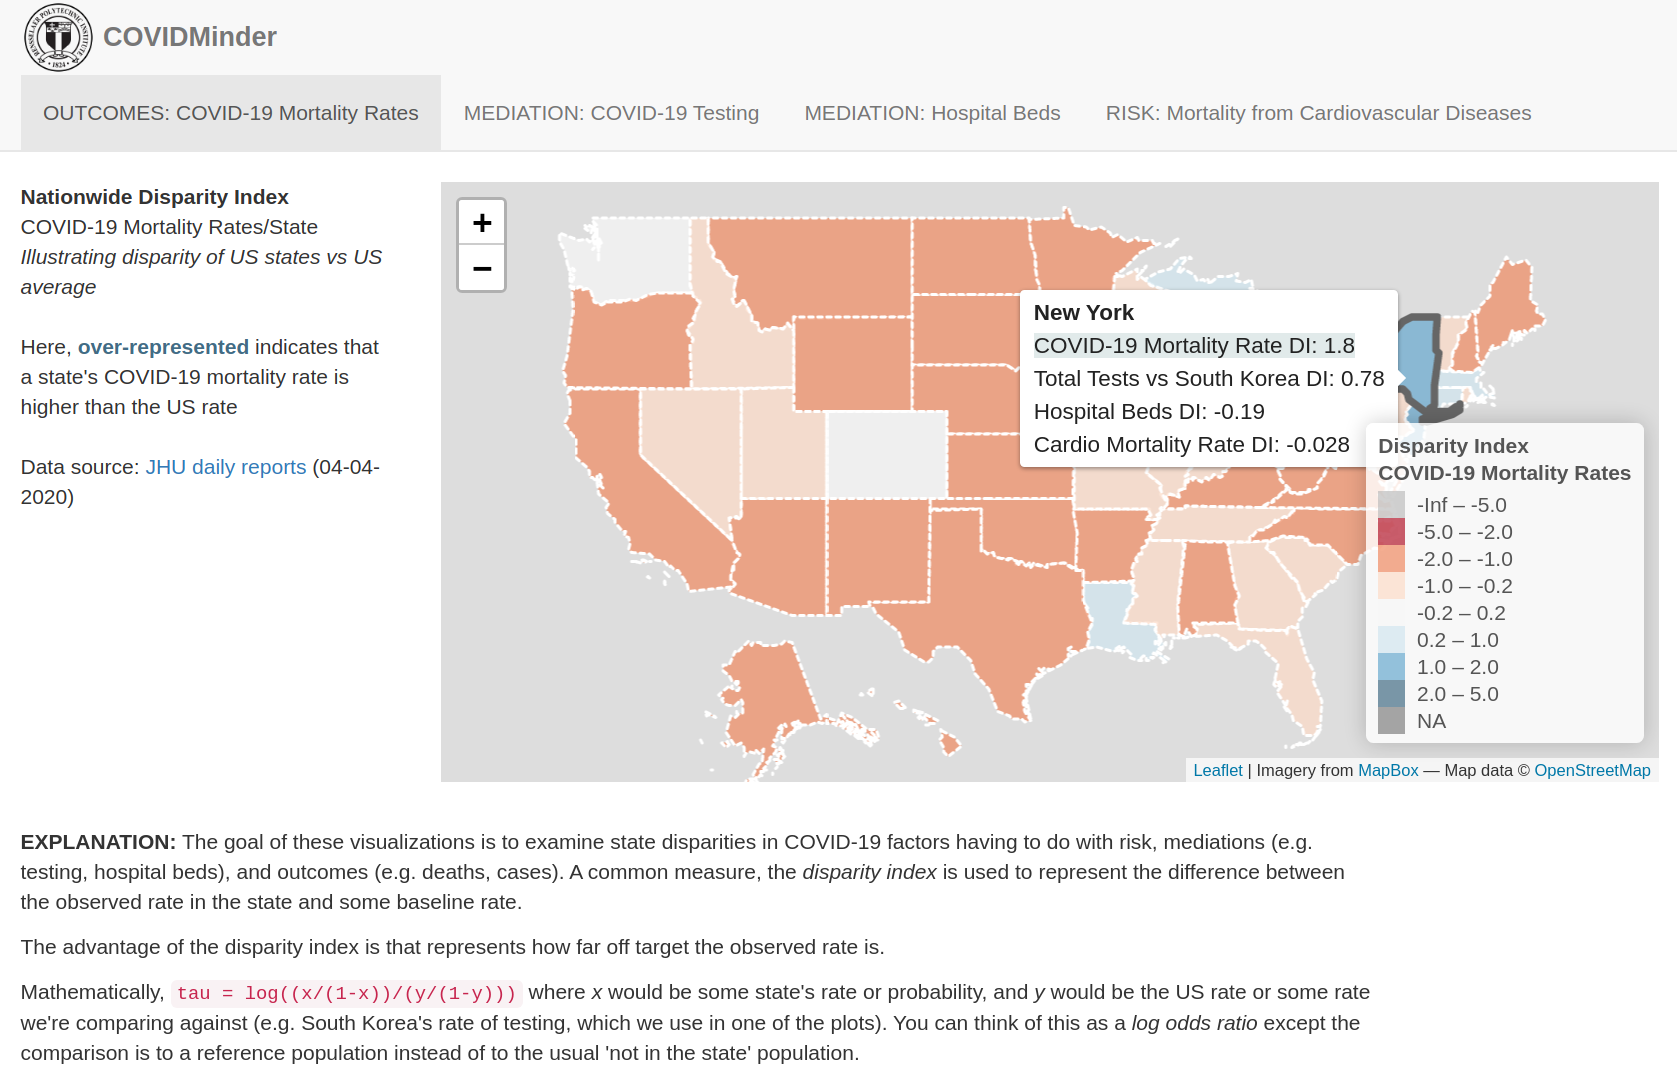 RENSSELAER POLYTECHNIC INSTITUTE
1824
COVIDMinder
OUTCOMES: COVID-19 Mortality Rates
MEDIATION: COVID-19 Testing
MEDIATION: Hospital Beds
RISK: Mortality from Cardiovascular Diseases
Nationwide Disparity Index
COVID-19 Mortality Rates/State
Illustrating disparity of US states vs US
average
Here, over-represented indicates that
a state's COVID-19 mortality rate is
higher than the US rate
Data source: JHU daily reports (04-04-
2020)
+
−
New York
COVID-19 Mortality Rate DI: 1.8
Total Tests vs South Korea DI: 0.78
Hospital Beds DI: -0.19
Cardio Mortality Rate DI: -0.028
Disparity Index
COVID-19 Mortality Rates
-Inf – -5.0
-5.0 – -2.0
-2.0 – -1.0
-1.0 – -0.2
-0.2 – 0.2
0.2 – 1.0
1.0 – 2.0
2.0 – 5.0
NA
Leaflet | Imagery from MapBox — Map data © OpenStreetMap
EXPLANATION: The goal of these visualizations is to examine state disparities in COVID-19 factors having to do with risk, mediations (e.g.
testing, hospital beds), and outcomes (e.g. deaths, cases). A common measure, the disparity index is used to represent the difference between
the observed rate in the state and some baseline rate.
The advantage of the disparity index is that represents how far off target the observed rate is.
Mathematically, tau = log((x/(1-x))/(y/(1-y))) where x would be some state's rate or probability, and y would be the US rate or some rate
we're comparing against (e.g. South Korea's rate of testing, which we use in one of the plots). You can think of this as a log odds ratio except the
comparison is to a reference population instead of to the usual 'not in the state' population.